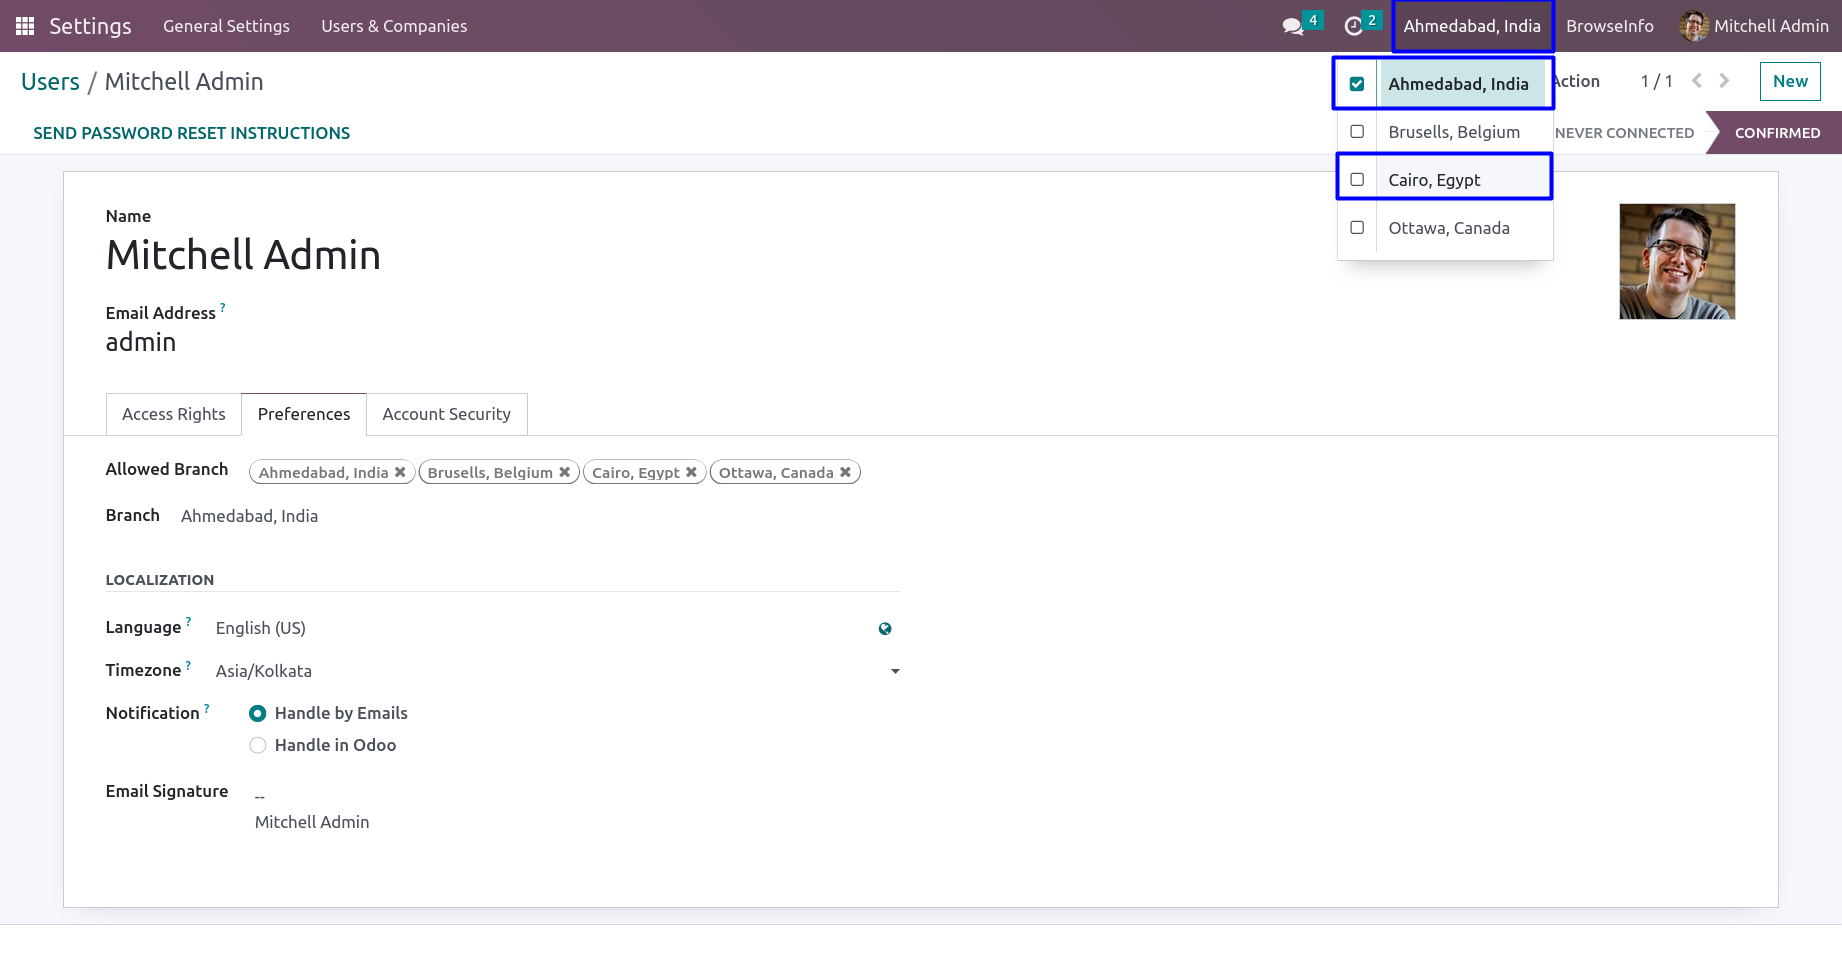 Settings General Settings Users & Companies 4 2 Ahmedabad, India BrowseInfo Mitchell Admin
Users / Mitchell Admin Ahmedabad, India Action 1 / 1 New
Brusells, Belgium
SEND PASSWORD RESET INSTRUCTIONS NEVER CONNECTED CONFIRMED
Cairo, Egypt
Ottawa, Canada
Name
Mitchell Admin
Email Address ?
admin
Access Rights Preferences Account Security
Allowed Branch Ahmedabad, India ✖ Brusells, Belgium ✖ Cairo, Egypt ✖ Ottawa, Canada ✖
Branch Ahmedabad, India
LOCALIZATION
Language ? English (US)
Timezone ? Asia/Kolkata
Notification ? Handle by Emails
Handle in Odoo
Email Signature --
Mitchell Admin